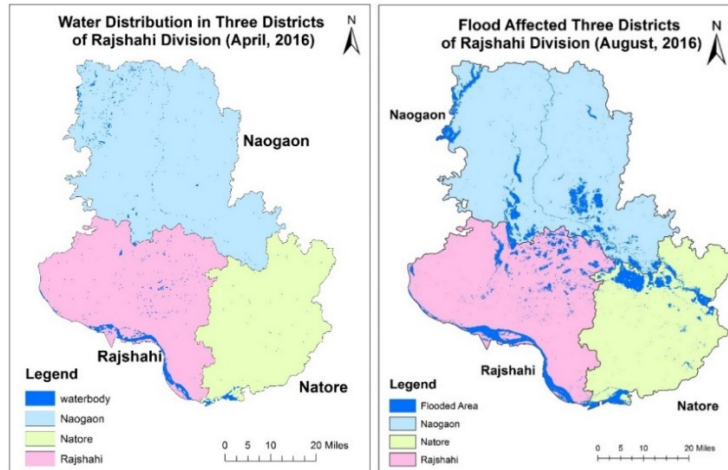 Water Distribution in Three Districts
of Rajshahi Division (April, 2016)
N
Naogaon
Rajshahi
Natore
Legend
waterbody
Naogaon
Natore
Rajshahi
0 5 10 20 Miles
Flood Affected Three Districts
of Rajshahi Division (August, 2016)
N
Naogaon
Rajshahi
Natore
Legend
Flooded Area
Naogaon
Natore
Rajshahi
0 5 10 20 Miles